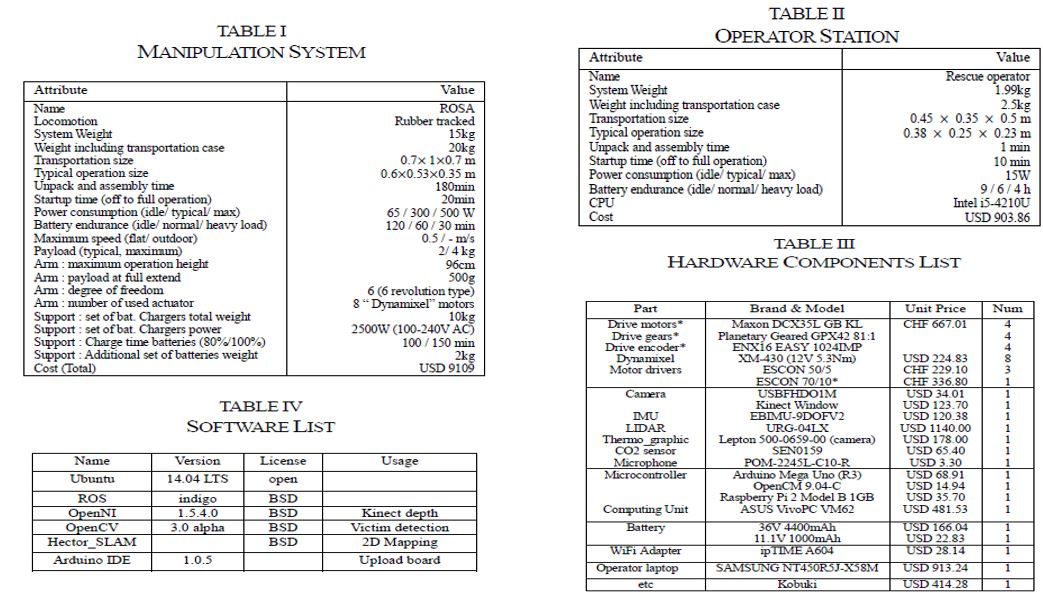 TABLE I
MANIPULATION SYSTEM
Attribute Value
Name ROSA
Locomotion Rubber tracked
System Weight 15kg
Weight including transportation case 20kg
Transportation size 0.7× 1×0.7 m
Typical operation size 0.6×0.53×0.35 m
Unpack and assembly time 180min
Startup time (off to full operation) 20min
Power consumption (idle/ typical/ max) 65 / 300 / 500 W
Battery endurance (idle/ normal/ heavy load) 120 / 60 / 30 min
Maximum speed (flat/ outdoor) 0.5 / - m/s
Payload (typical, maximum) 2/ 4 kg
Arm : maximum operation height 96cm
Arm : payload at full extend 500g
Arm : degree of freedom 6 (6 revolution type)
Arm : number of used actuator 8 “ Dynamixel” motors
Support : set of bat. Chargers total weight 10kg
Support : set of bat. Chargers power 2500W (100-240V AC)
Support : Charge time batteries (80%/100%) 100 / 150 min
Support : Additional set of batteries weight 2kg
Cost (Total) USD 9109
TABLE IV
SOFTWARE LIST
Name Version License Usage
Ubuntu 14.04 LTS open
ROS indigo BSD
OpenNI 1.5.4.0 BSD Kinect depth
OpenCV 3.0 alpha BSD Victim detection
Hector_SLAM BSD 2D Mapping
Arduino IDE 1.0.5 Upload board
TABLE II
OPERATOR STATION
Attribute Value
Name Rescue operator
System Weight 1.99kg
Weight including transportation case 2.5kg
Transportation size 0.45 × 0.35 × 0.5 m
Typical operation size 0.38 × 0.25 × 0.23 m
Unpack and assembly time 1 min
Startup time (off to full operation) 10 min
Power consumption (idle/ typical/ max) 15W
Battery endurance (idle/ normal/ heavy load) 9 / 6 / 4 h
CPU Intel i5-4210U
Cost USD 903.86
TABLE III
HARDWARE COMPONENTS LIST
Part Brand & Model Unit Price Num
Drive motors* Maxon DCX35L GB KL CHF 667.01 4
Drive gears* Planetary Geared GPX42 81:1 4
Drive encoder* ENX16 EASY 1024IMP 4
Dynamixel XM-430 (12V 5.3Nm) USD 224.83 8
Motor drivers ESCON 50/5 CHF 229.10 3
ESCON 70/10* CHF 336.80 1
Camera USBFHDO1M USD 34.01 1
Kinect Window USD 123.70 1
IMU EBIMU-9DOFV2 USD 120.38 1
LIDAR URG-04LX USD 1140.00 1
Thermo_graphic Lepton 500-0659-00 (camera) USD 178.00 1
CO2 sensor SEN0159 USD 65.40 1
Microphone POM-2245L-C10-R USD 3.30 1
Microcontroller Arduino Mega Uno (R3) USD 68.91 1
OpenCM 9.04-C USD 14.94 1
Raspberry Pi 2 Model B 1GB USD 35.70 1
Computing Unit ASUS VivoPC VM62 USD 481.53 1
Battery 36V 4400mAh USD 166.04 1
11.1V 1000mAh USD 22.83 1
WiFi Adapter ipTIME A604 USD 28.14 1
Operator laptop SAMSUNG NT450R5J-X58M USD 913.24 1
etc Kobuki USD 414.28 1